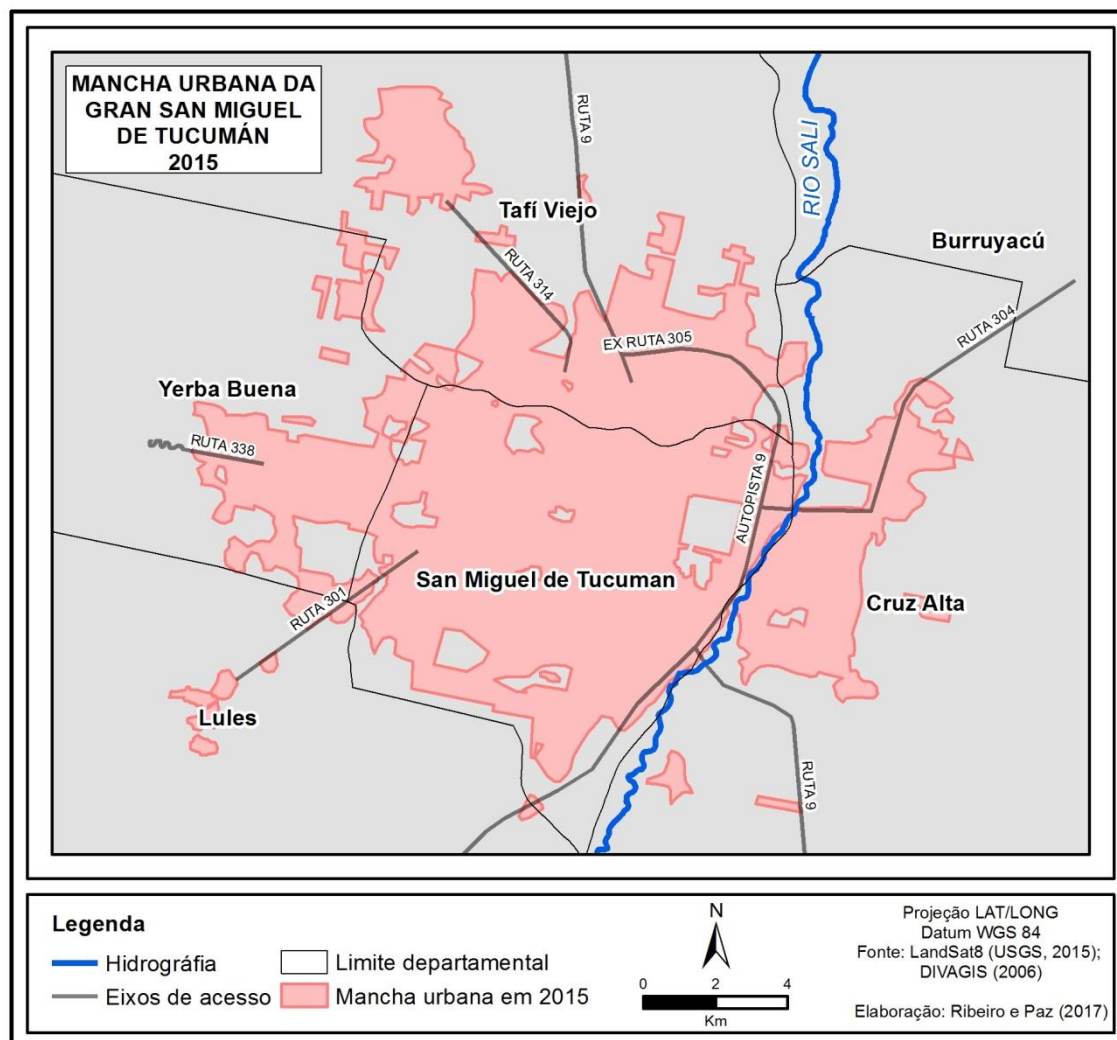 MANCHA URBANA DA
GRAN SAN MIGUEL
DE TUCUMÁN
2015
RUTA 9
RIO SALI
Tafí Viejo
Burruyacú
RUTA 314
RUTA 304
EX RUTA 305
Yerba Buena
RUTA 338
AUTOPISTA 9
San Miguel de Tucuman
Cruz Alta
RUTA 301
Lules
RUTA 9
Legenda
Hidrográfia
Eixos de acesso
Limite departamental
Mancha urbana em 2015
N
0 2 4
Km
Projeção LAT/LONG
Datum WGS 84
Fonte: LandSat8 (USGS, 2015);
DIVAGIS (2006)
Elaboração: Ribeiro e Paz (2017)